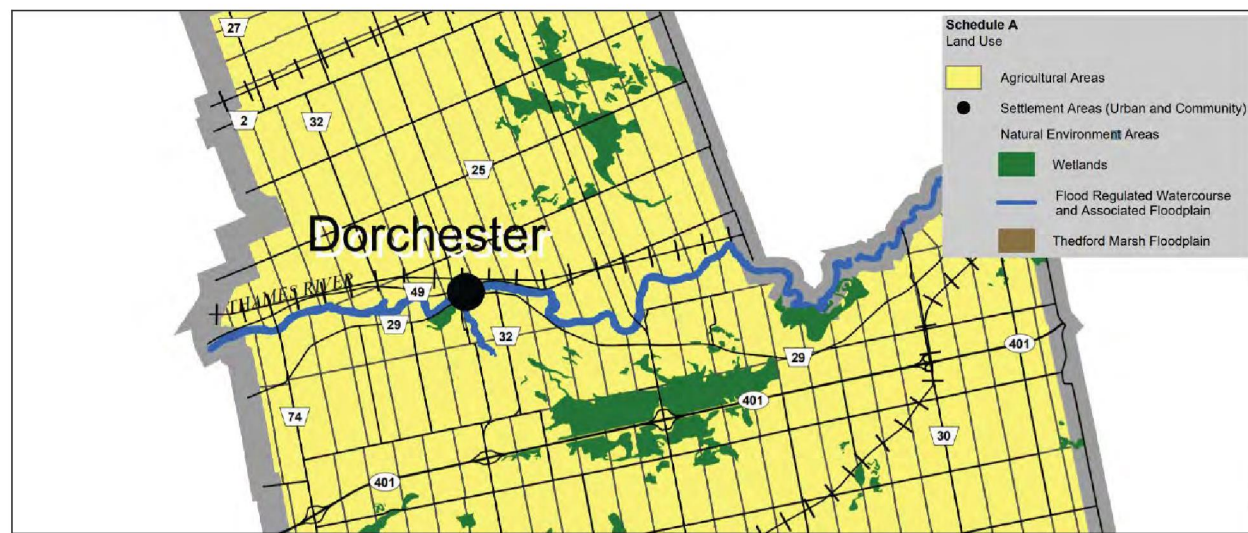 Schedule A
Land Use
Agricultural Areas
Settlement Areas (Urban and Community)
Natural Environment Areas
Wetlands
Flood Regulated Watercourse
and Associated Floodplain
Thedford Marsh Floodplain
27
2
32
25
Dorchester
THAMES RIVER
49
29
32
29
401
401
74
30
401